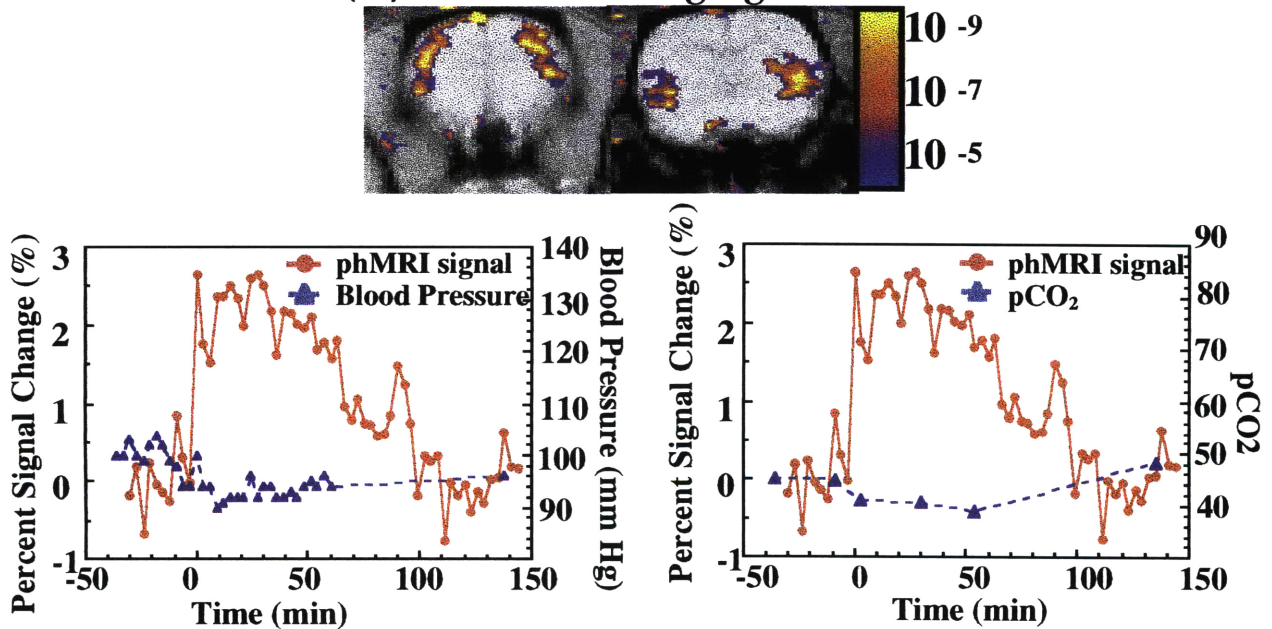 10 -9
10 -7
10 -5
Percent Signal Change (%)
3
2
1
0
-1
phMRI signal
Blood Pressure
140
130
120
110
100
90
Blood Pressure (mm Hg)
-50 0 50 100 150
Time (min)
Percent Signal Change (%)
3
2
1
0
-1
phMRI signal
pCO₂
90
80
70
60
50
40
pCO2
-50 0 50 100 150
Time (min)